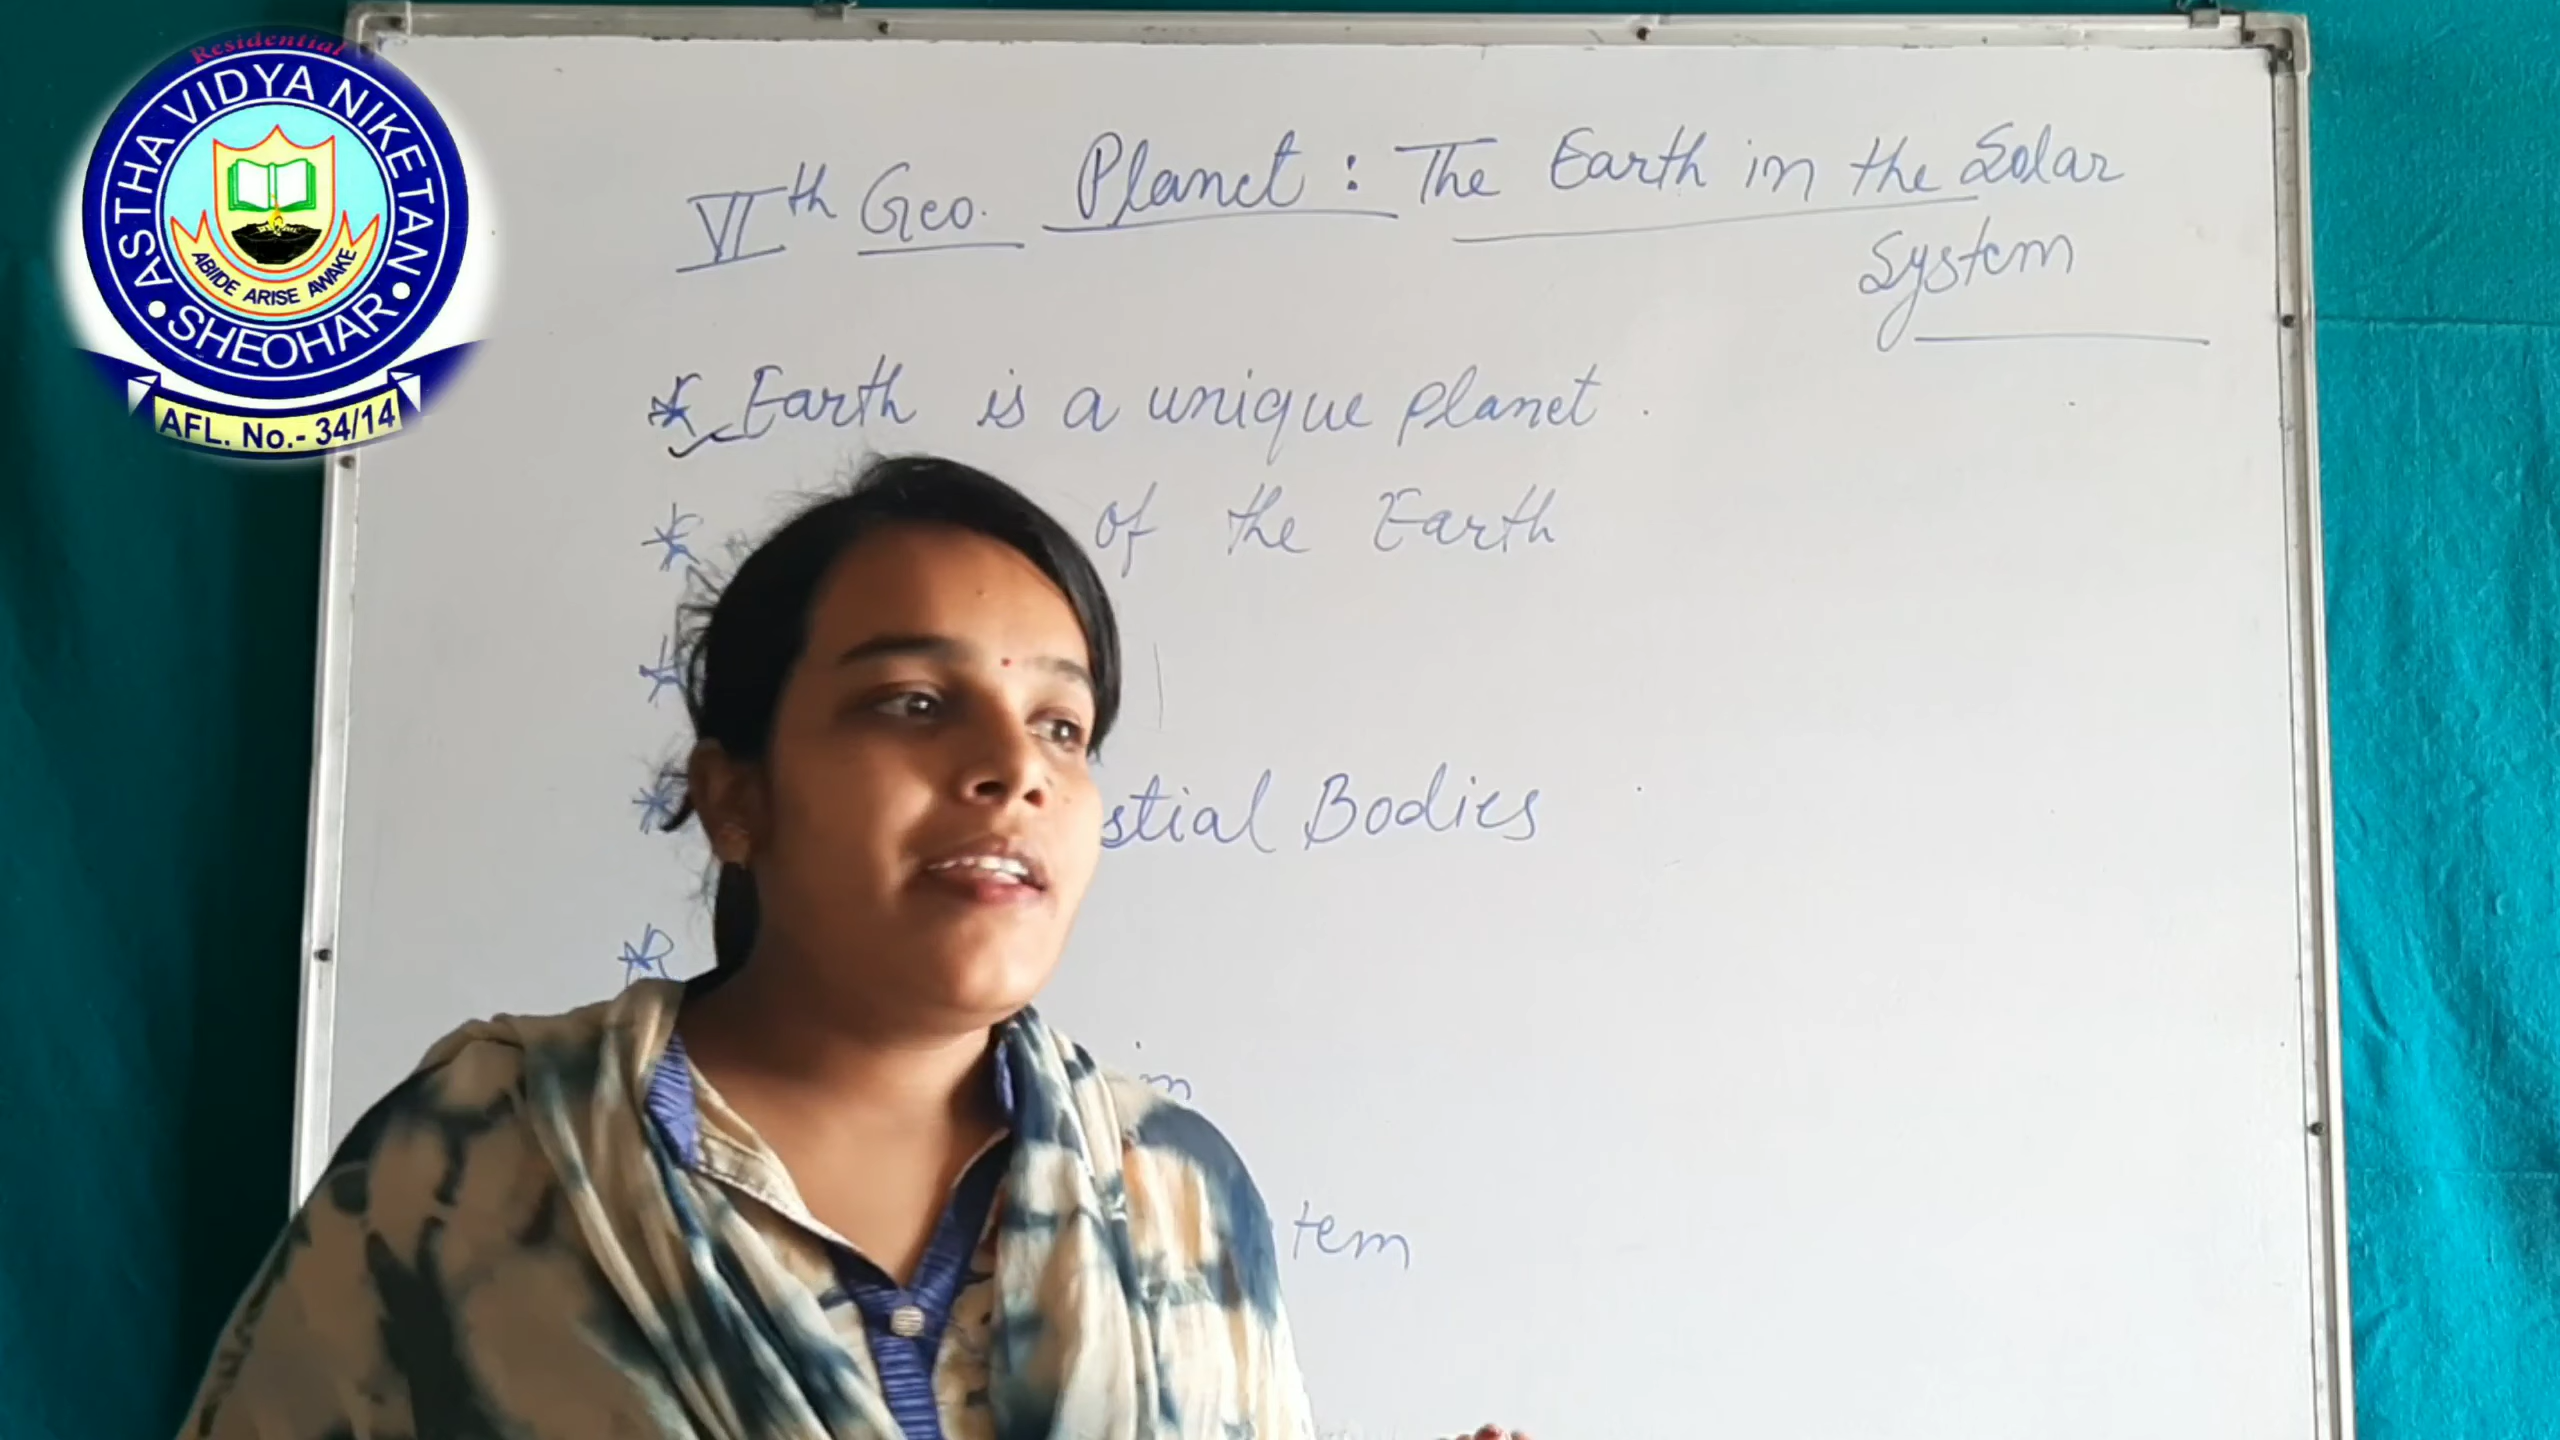 Residential
ASTHA VIDYA NIKETAN
SHEOHAR
ABIIDE ARISE AWAKE
AFL. No.- 34/14
VIth Geo. Planet : The Earth in the Solar
System
* Earth is a unique planet.
* of the Earth
*
* stial Bodies
*
m
tem